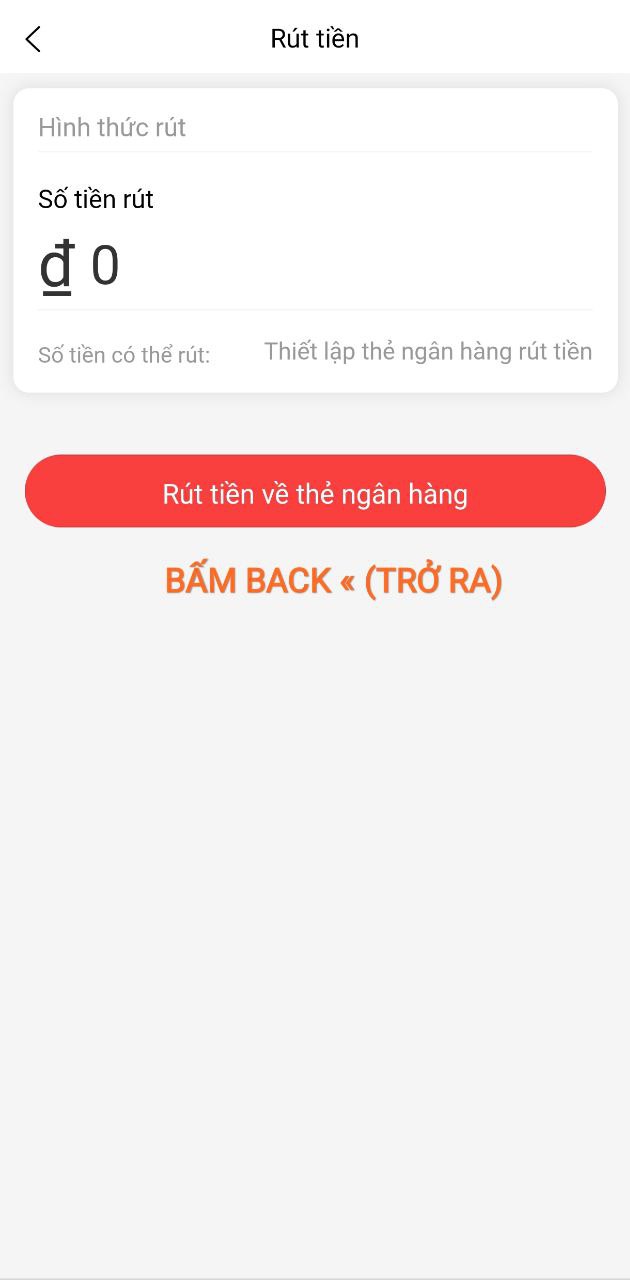 Rút tiền
Hình thức rút
Số tiền rút
₫ 0
Số tiền có thể rút: Thiết lập thẻ ngân hàng rút tiền
Rút tiền về thẻ ngân hàng
BẤM BACK « (TRỞ RA)